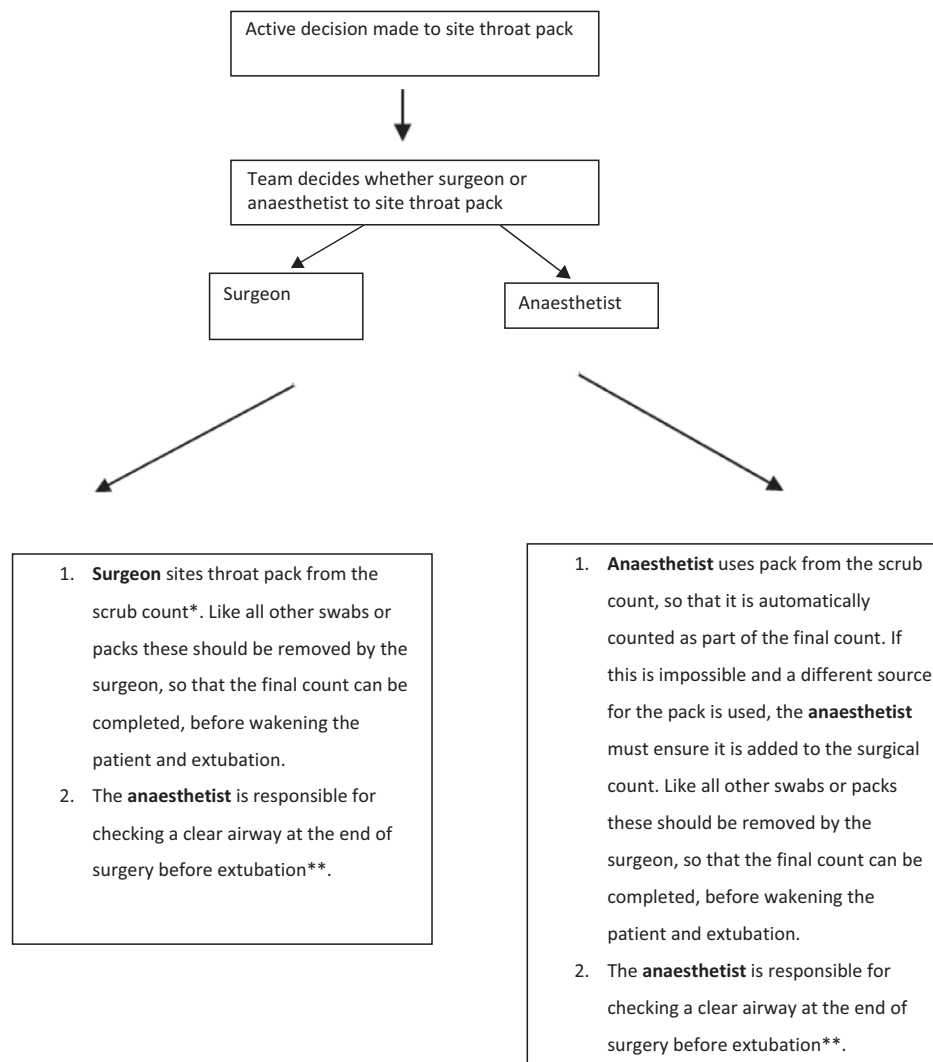 Active decision made to site throat pack
Team decides whether surgeon or
anaesthetist to site throat pack
Surgeon
Anaesthetist
1. Surgeon sites throat pack from the
scrub count*. Like all other swabs or
packs these should be removed by the
surgeon, so that the final count can be
completed, before wakening the
patient and extubation.
2. The anaesthetist is responsible for
checking a clear airway at the end of
surgery before extubation**.
1. Anaesthetist uses pack from the scrub
count, so that it is automatically
counted as part of the final count. If
this is impossible and a different source
for the pack is used, the anaesthetist
must ensure it is added to the surgical
count. Like all other swabs or packs
these should be removed by the
surgeon, so that the final count can be
completed, before wakening the
patient and extubation.
2. The anaesthetist is responsible for
checking a clear airway at the end of
surgery before extubation**.